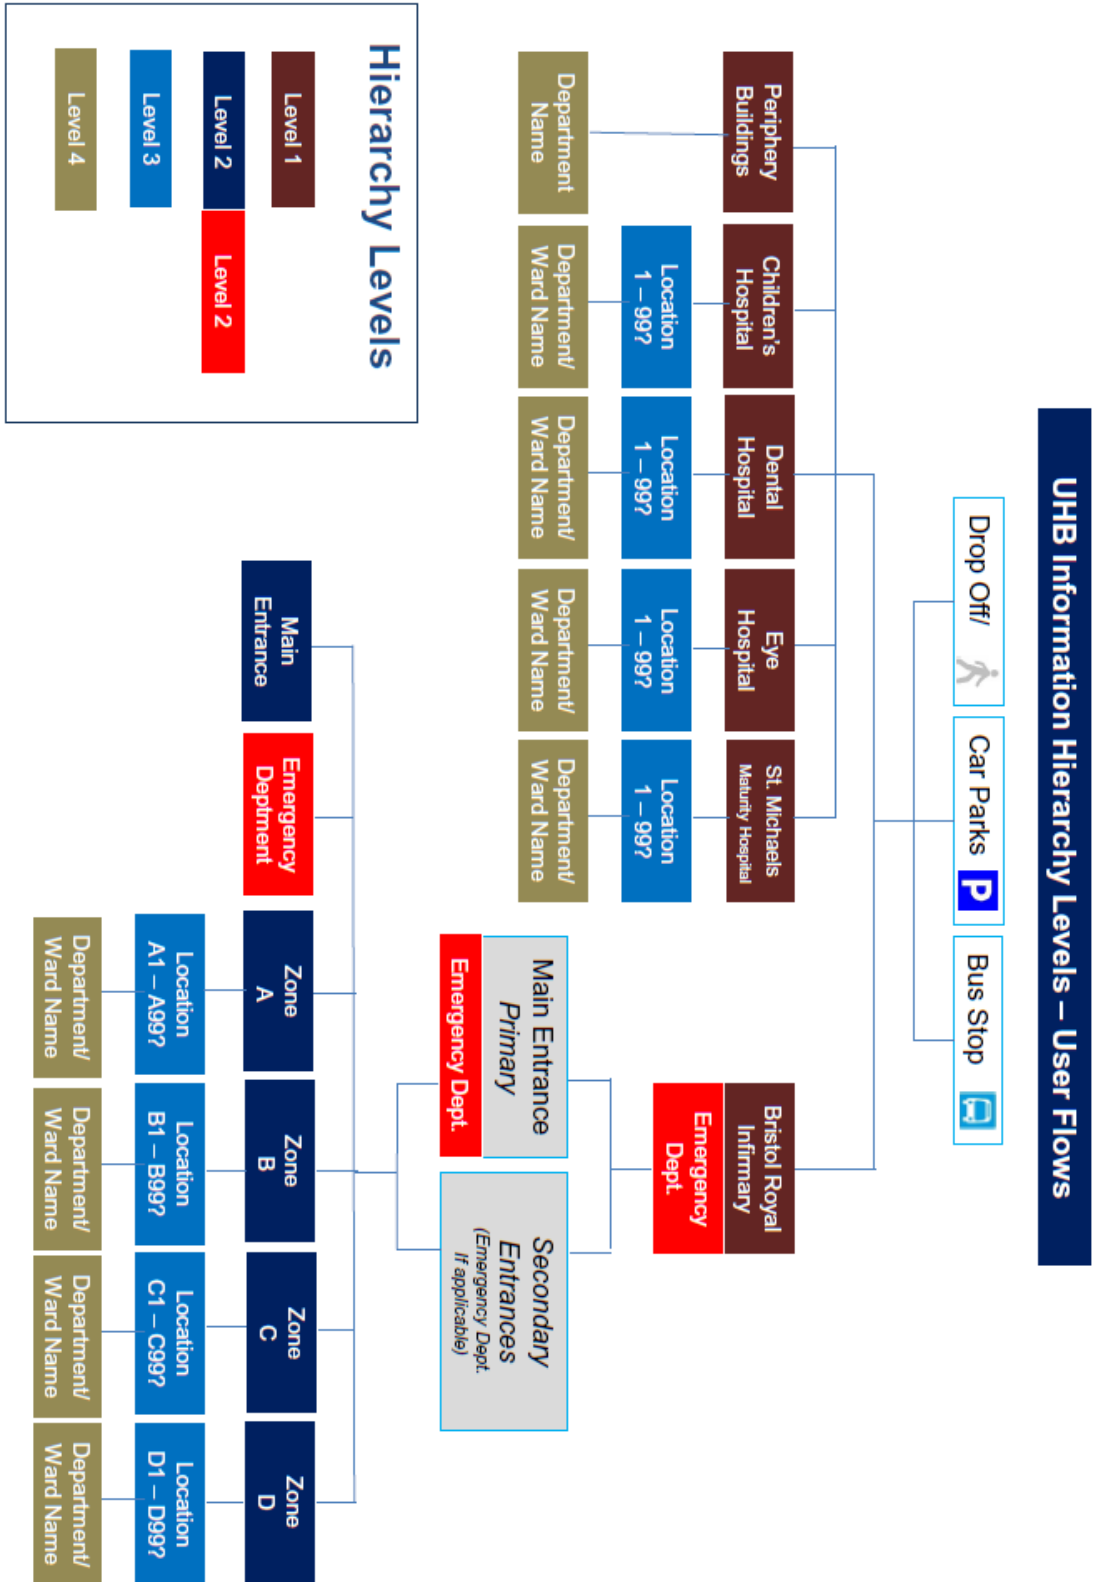 UHB Information Hierarchy Levels – User Flows
Drop Off/
Car Parks
P
Bus Stop
Periphery
Buildings
Children's
Hospital
Dental
Hospital
Eye
Hospital
St. Michaels
Maturity Hospital
Bristol Royal
Infirmary
Emergency
Dept.
Location
1 – 99?
Location
1 – 99?
Location
1 – 99?
Location
1 – 99?
Department
Name
Department/
Ward Name
Department/
Ward Name
Department/
Ward Name
Department/
Ward Name
Main Entrance
Primary
Emergency Dept.
Secondary
Entrances
(Emergency Dept.
If applicable)
Hierarchy Levels
Level 1
Level 2
Level 2
Level 3
Level 4
Main
Entrance
Emergency
Deptment
Zone
A
Zone
B
Zone
C
Zone
D
Location
A1 – A99?
Location
B1 – B99?
Location
C1 – C99?
Location
D1 – D99?
Department/
Ward Name
Department/
Ward Name
Department/
Ward Name
Department/
Ward Name